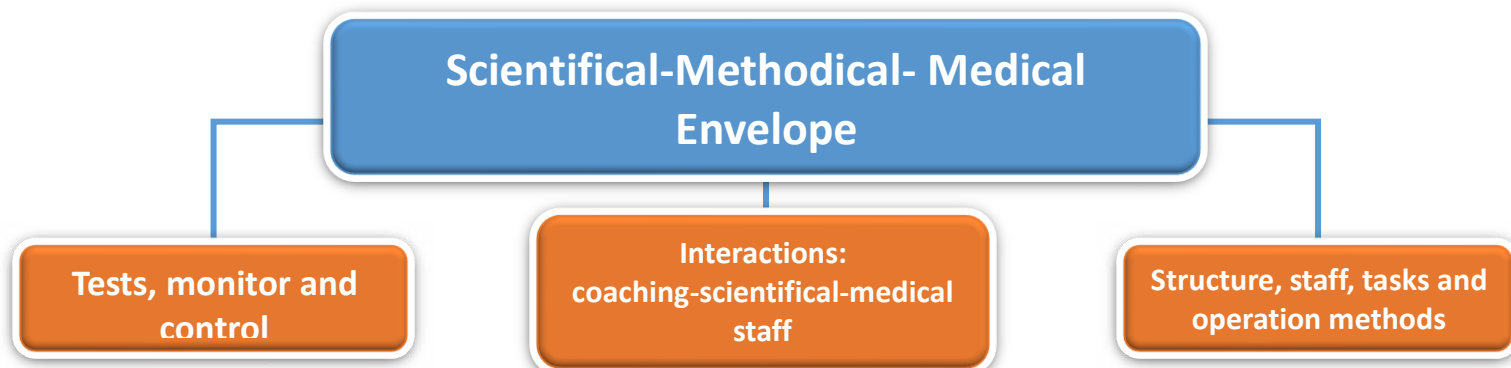 Scientifical-Methodical- Medical
Envelope
Tests, monitor and
control
Interactions:
coaching-scientifical-medical
staff
Structure, staff, tasks and
operation methods